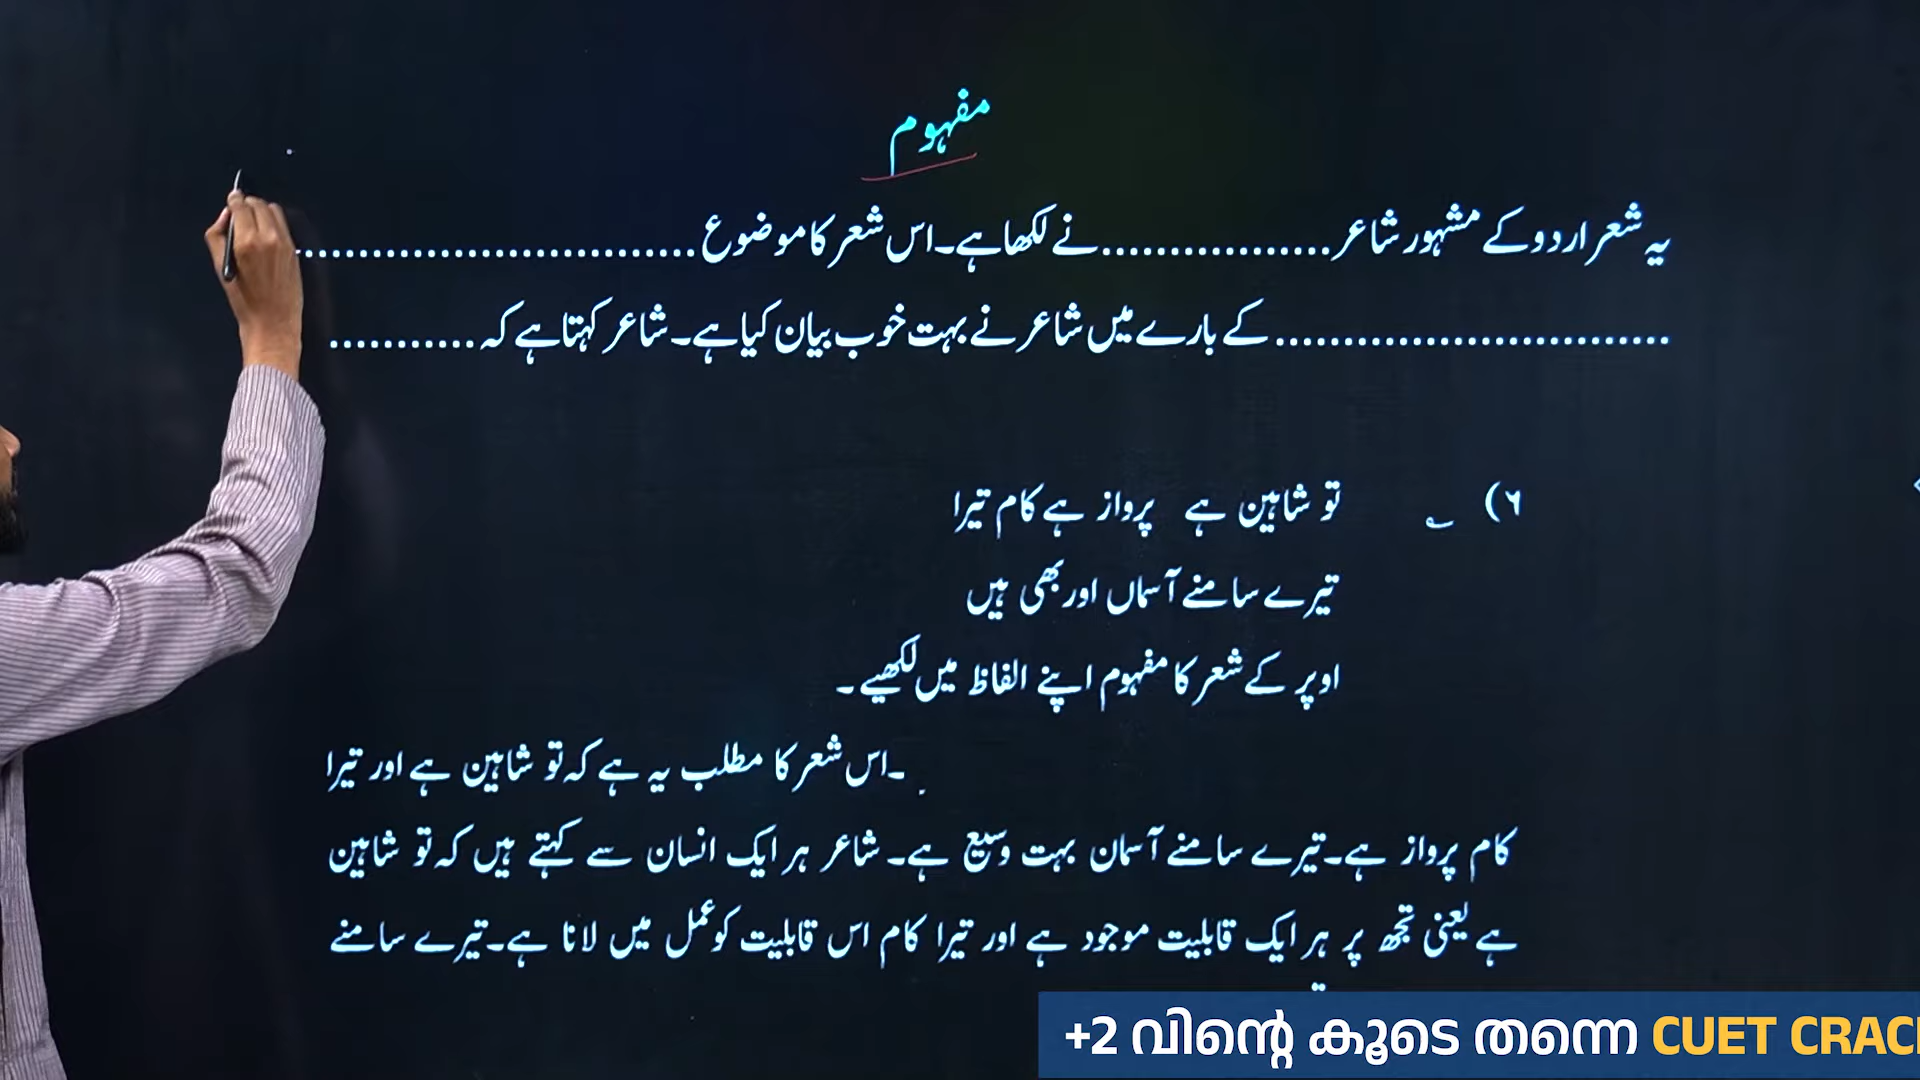 مفہوم
یہ شعر اردو کے مشہور شاعر.................نے لکھا ہے۔اس شعر کا موضوع.............................
.............................کے بارے میں شاعر نے بہت خوب بیان کیا ہے۔شاعر کہتا ہے کہ...........
۶) ؎ تو شاہین ہے پرواز ہے کام تیرا
تیرے سامنے آسماں اور بھی ہیں
اوپر کے شعر کا مفہوم اپنے الفاظ میں لکھیے۔
۔اس شعر کا مطلب یہ ہے کہ تو شاہین ہے اور تیرا
کام پرواز ہے۔تیرے سامنے آسمان بہت وسیع ہے۔شاعر ہر ایک انسان سے کہتے ہیں کہ تو شاہین
ہے یعنی تجھ پر ہر ایک قابلیت موجود ہے اور تیرا کام اس قابلیت کو عمل میں لانا ہے۔تیرے سامنے
+2 വിന്റെ കൂടെ തന്നെ CUET CRAC